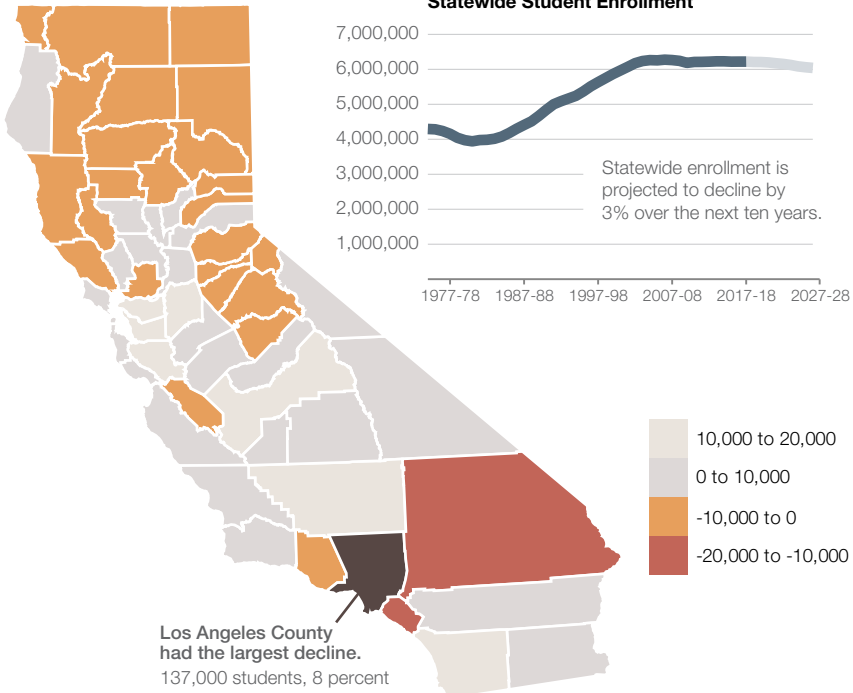 Statewide Student Enrollment
7,000,000
6,000,000
5,000,000
4,000,000
3,000,000
2,000,000
1,000,000
Statewide enrollment is
projected to decline by
3% over the next ten years.
1977-78 1987-88 1997-98 2007-08 2017-18 2027-28
10,000 to 20,000
0 to 10,000
-10,000 to 0
-20,000 to -10,000
Los Angeles County
had the largest decline.
137,000 students, 8 percent